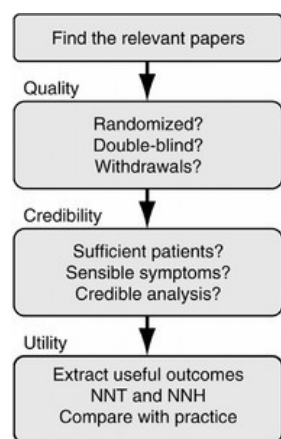 Find the relevant papers
Quality
Randomized?
Double-blind?
Withdrawals?
Credibility
Sufficient patients?
Sensible symptoms?
Credible analysis?
Utility
Extract useful outcomes
NNT and NNH
Compare with practice